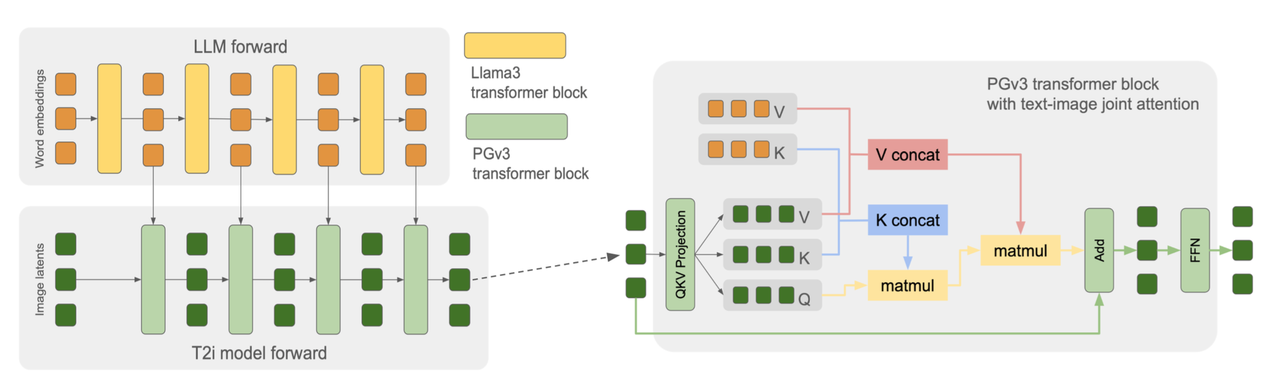 LLM forward
Word embeddings
Llama3
transformer block
PGv3
transformer block
Image latents
T2i model forward
PGv3 transformer block
with text-image joint attention
V
K
V concat
QKV Projection
V
K
Q
K concat
matmul
matmul
Add
FFN